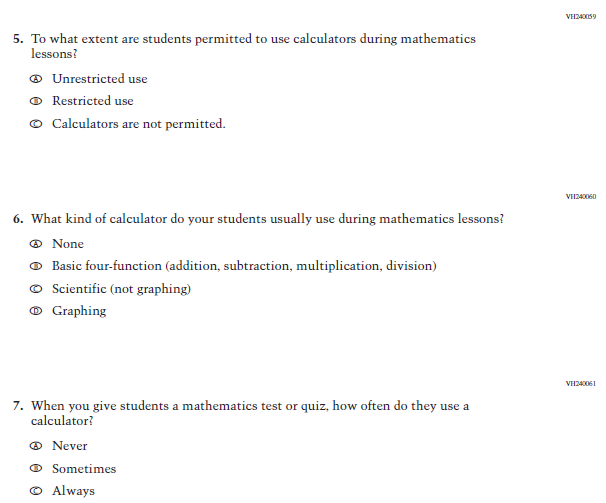 VH240059
5. To what extent are students permitted to use calculators during mathematics
lessons?
Ⓐ Unrestricted use
Ⓑ Restricted use
Ⓒ Calculators are not permitted.
VH240060
6. What kind of calculator do your students usually use during mathematics lessons?
Ⓐ None
Ⓑ Basic four-function (addition, subtraction, multiplication, division)
Ⓒ Scientific (not graphing)
Ⓓ Graphing
VH240061
7. When you give students a mathematics test or quiz, how often do they use a
calculator?
Ⓐ Never
Ⓑ Sometimes
Ⓒ Always